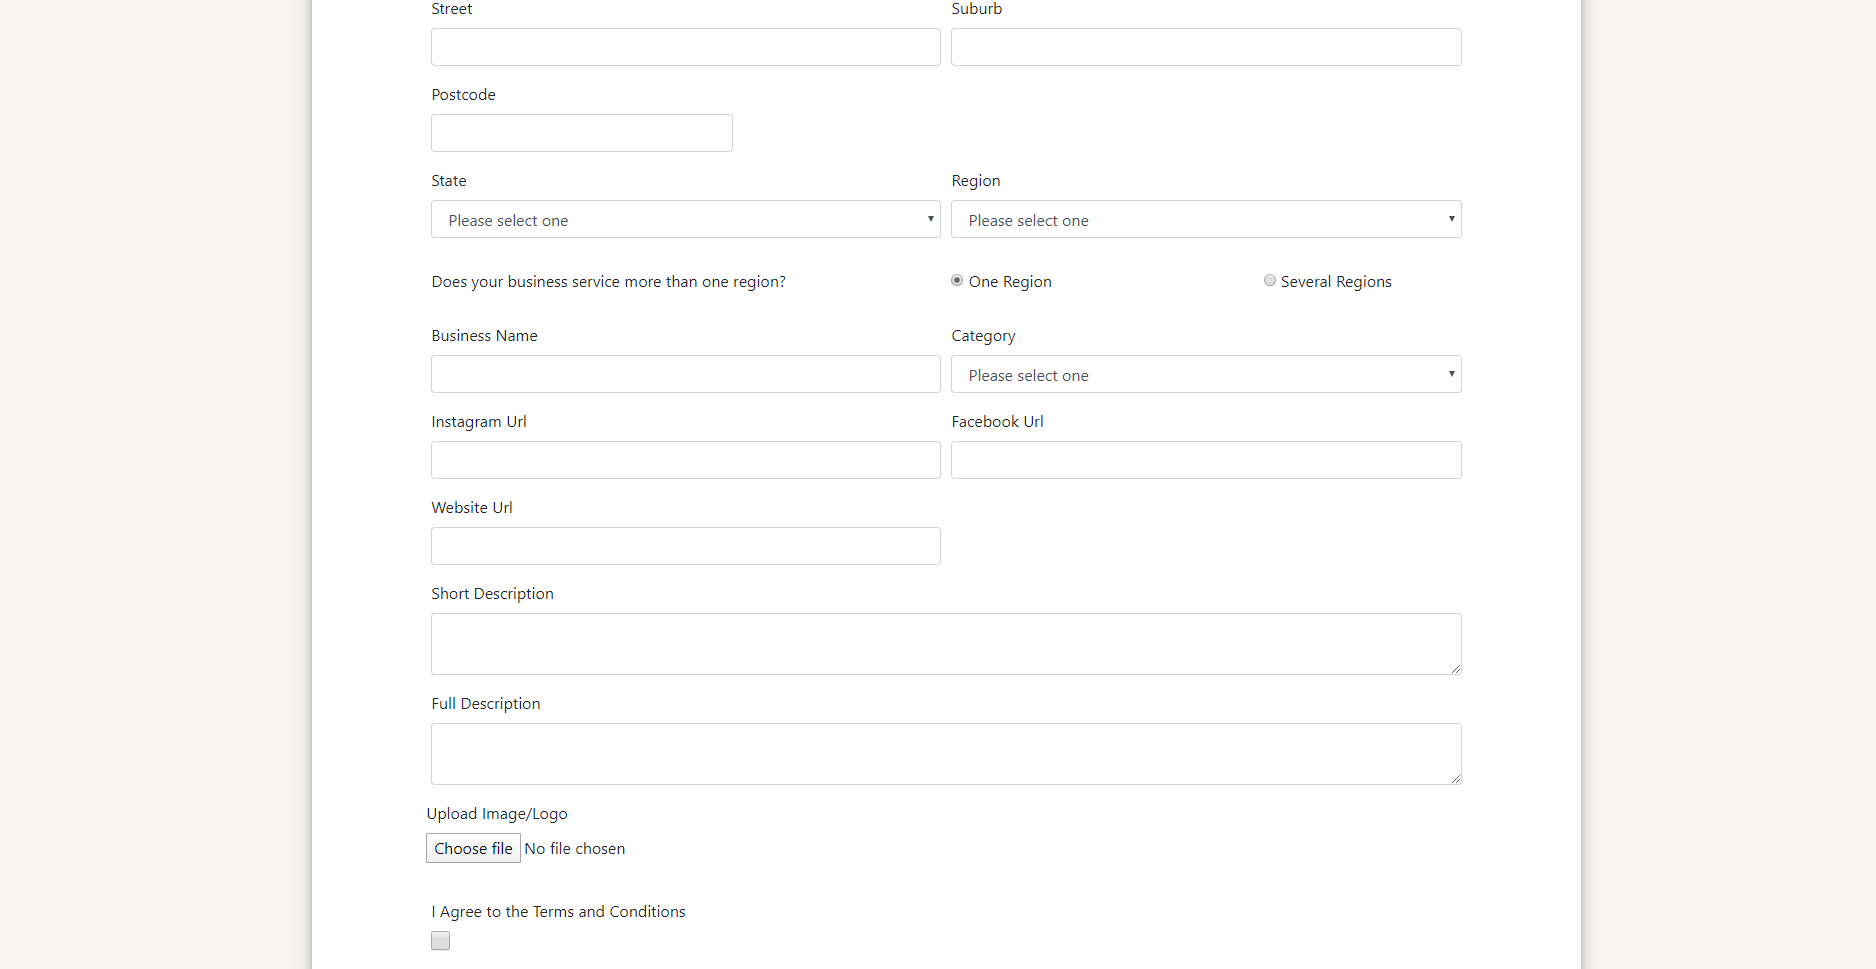 Street Suburb
Postcode
State Region
Please select one Please select one
Does your business service more than one region? One Region Several Regions
Business Name Category
Please select one
Instagram Url Facebook Url
Website Url
Short Description
Full Description
Upload Image/Logo
Choose file No file chosen
I Agree to the Terms and Conditions